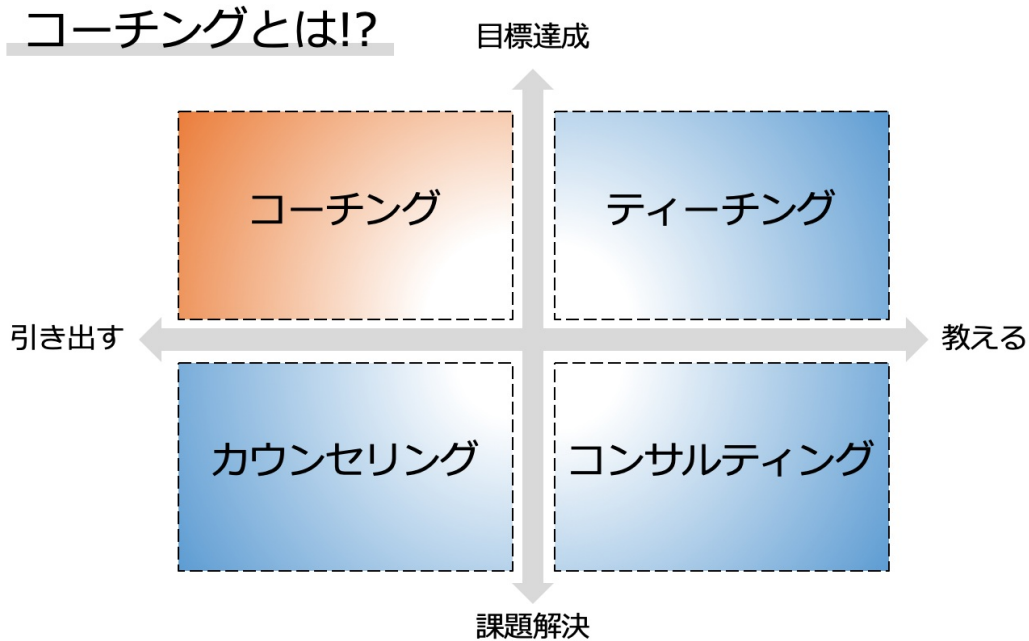 コーチングとは!?
目標達成
コーチング
ティーチング
引き出す
教える
カウンセリング
コンサルティング
課題解決